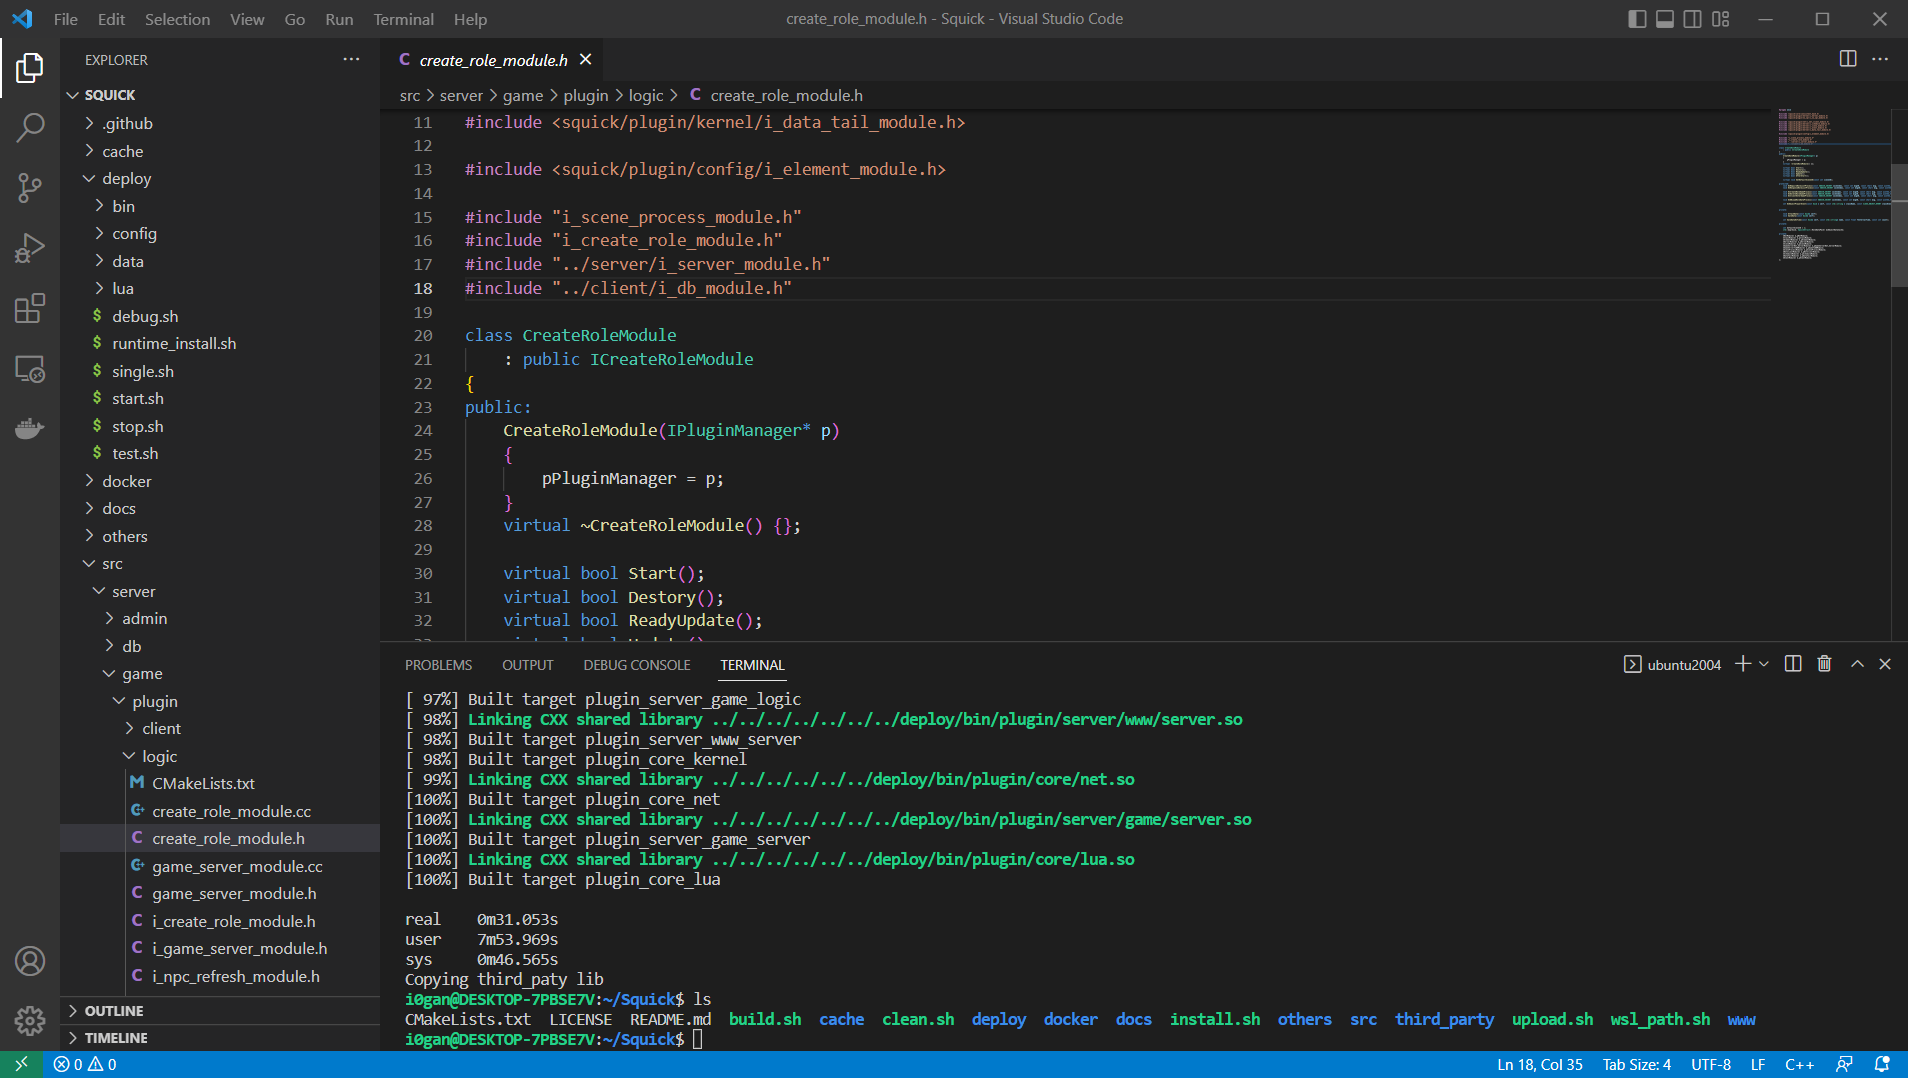 File Edit Selection View Go Run Terminal Help
create_role_module.h - Squick - Visual Studio Code
EXPLORER
SQUICK
.github
cache
deploy
bin
config
data
lua
$ debug.sh
$ runtime_install.sh
$ single.sh
$ start.sh
$ stop.sh
$ test.sh
docker
docs
others
src
server
admin
db
game
plugin
client
logic
M CMakeLists.txt
create_role_module.cc
C create_role_module.h
game_server_module.cc
C game_server_module.h
C i_create_role_module.h
C i_game_server_module.h
C i_npc_refresh_module.h
OUTLINE
TIMELINE
C create_role_module.h
src > server > game > plugin > logic > C create_role_module.h
11 #include <squick/plugin/kernel/i_data_tail_module.h>
12
13 #include <squick/plugin/config/i_element_module.h>
14
15 #include "i_scene_process_module.h"
16 #include "i_create_role_module.h"
17 #include "../server/i_server_module.h"
18 #include "../client/i_db_module.h"
19
20 class CreateRoleModule
21 : public ICreateRoleModule
22 {
23 public:
24 CreateRoleModule(IPluginManager* p)
25 {
26 pPluginManager = p;
27 }
28 virtual ~CreateRoleModule() {};
29
30 virtual bool Start();
31 virtual bool Destory();
32 virtual bool ReadyUpdate();
PROBLEMS OUTPUT DEBUG CONSOLE TERMINAL
ubuntu2004
[ 97%] Built target plugin_server_game_logic
[ 98%] Linking CXX shared library ../../../../../../../deploy/bin/plugin/server/www/server.so
[ 98%] Built target plugin_server_www_server
[ 98%] Built target plugin_core_kernel
[ 99%] Linking CXX shared library ../../../../../../deploy/bin/plugin/core/net.so
[100%] Built target plugin_core_net
[100%] Linking CXX shared library ../../../../../../../deploy/bin/plugin/server/game/server.so
[100%] Built target plugin_server_game_server
[100%] Linking CXX shared library ../../../../../../deploy/bin/plugin/core/lua.so
[100%] Built target plugin_core_lua
real 0m31.053s
user 7m53.969s
sys 0m46.565s
Copying third_paty lib
i0gan@DESKTOP-7PBSE7V:~/Squick$ ls
CMakeLists.txt LICENSE README.md build.sh cache clean.sh deploy docker docs install.sh others src third_party upload.sh wsl_path.sh www
i0gan@DESKTOP-7PBSE7V:~/Squick$
0 0
Ln 18, Col 35 Tab Size: 4 UTF-8 LF C++